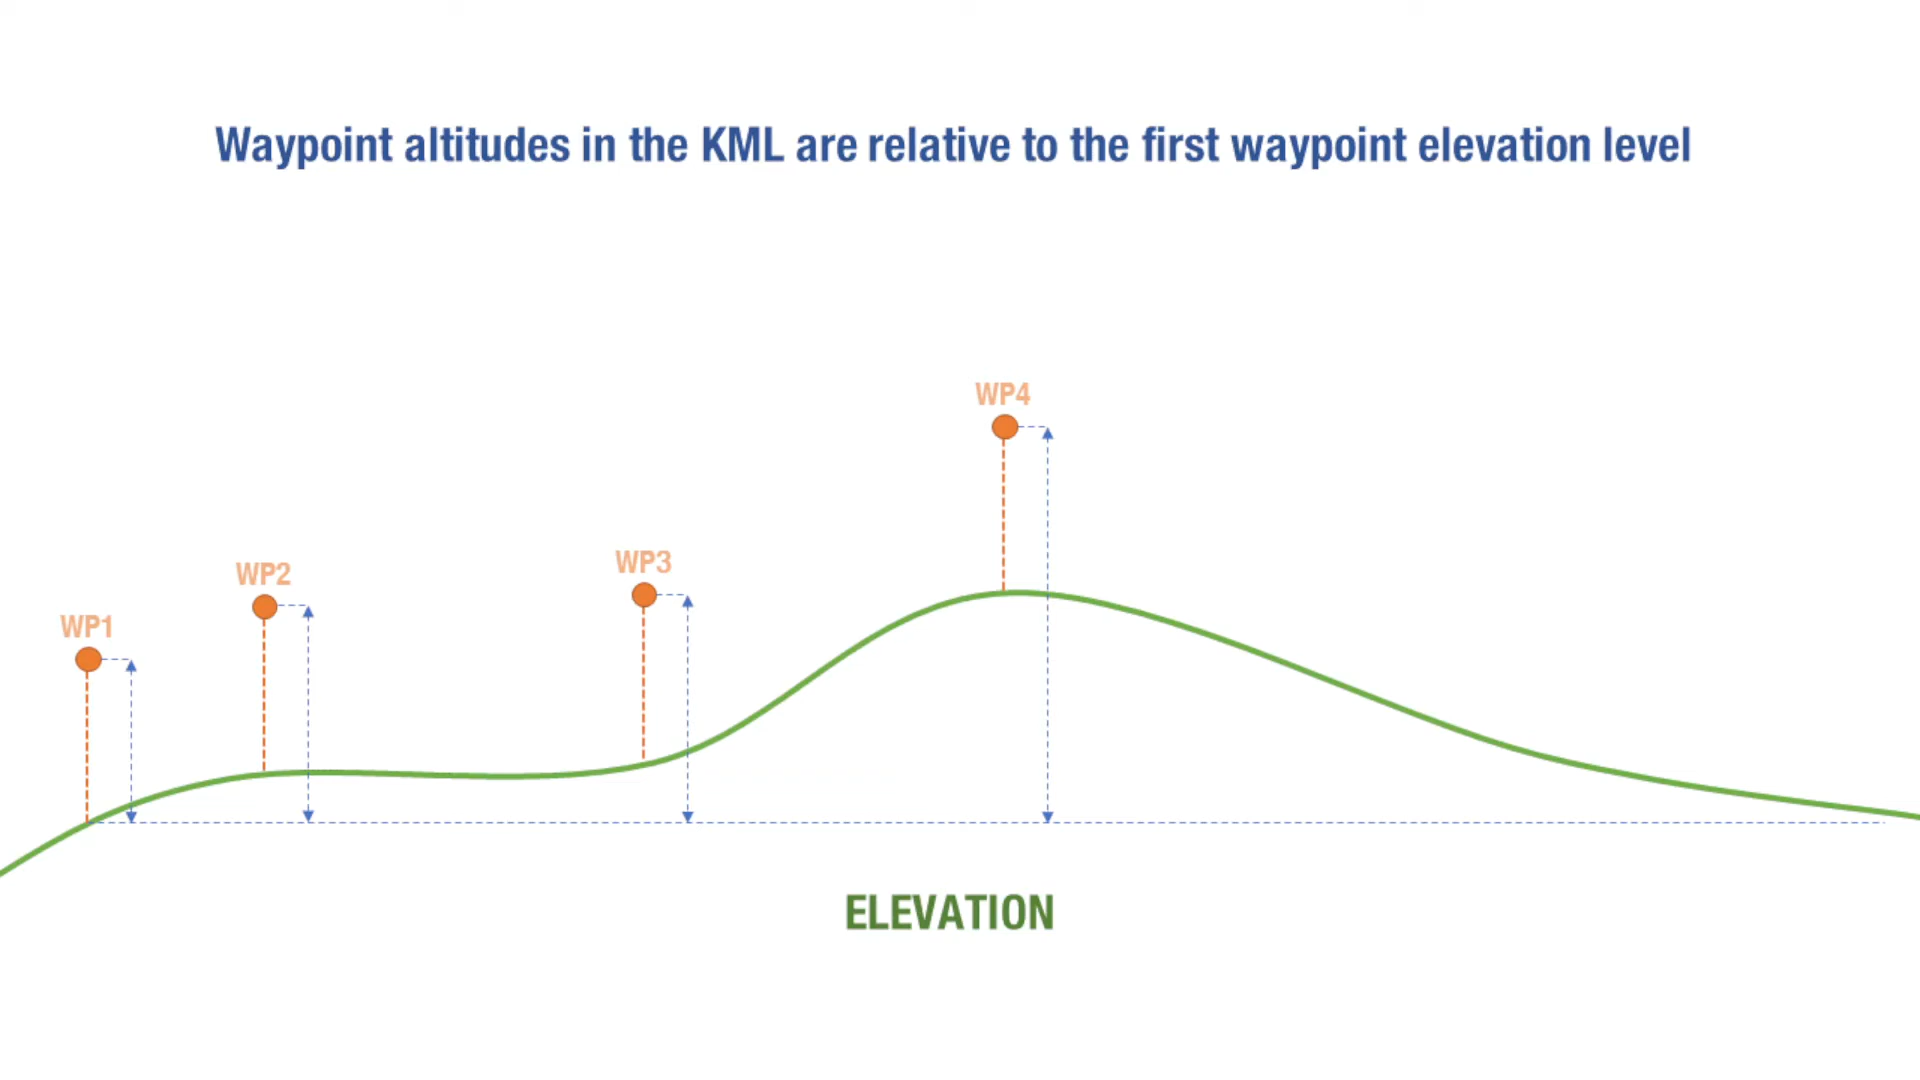 Waypoint altitudes in the KML are relative to the first waypoint elevation level
WP4
WP3
WP2
WP1
ELEVATION